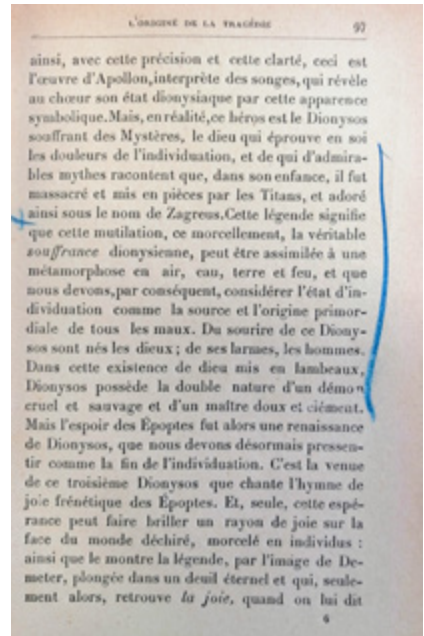 L'ORIGINE DE LA TRAGÉDIE 97
ainsi, avec cette précision et cette clarté, ceci est
l'œuvre d'Apollon,interprète des songes,qui révèle
au chœur son état dionysiaque par cette apparence
symbolique.Mais,en réalité,ce héros est le Dionysos
souffrant des Mystères, le dieu qui éprouve en soi
les douleurs de l'individuation, et de qui d'admira-
bles mythes racontent que, dans son enfance, il fut
massacré et mis en pièces par les Titans, et adoré
ainsi sous le nom de Zagreus.Cette légende signifie
que cette mutilation, ce morcellement, la véritable
souffrance dionysienne, peut être assimilée à une
métamorphose en air, eau, terre et feu, et que
nous devons,par conséquent, considérer l'état d'in-
dividuation comme la source et l'origine primor-
diale de tous les maux. Du sourire de ce Diony-
sos sont nés les dieux ; de ses larmes, les hommes.
Dans cette existence de dieu mis en lambeaux,
Dionysos possède la double nature d'un démon
cruel et sauvage et d'un maître doux et clément.
Mais l'espoir des Époptes fut alors une renaissance
de Dionysos, que nous devons désormais pressen-
tir comme la fin de l'individuation. C'est la venue
de ce troisième Dionysos que chante l'hymne de
joie frénétique des Époptes. Et, seule, cette espé-
rance peut faire briller un rayon de joie sur la
face du monde déchiré, morcelé en individus :
ainsi que le montre la légende, par l'image de De-
meter, plongée dans un deuil éternel et qui, seule-
ment alors, retrouve la joie, quand on lui dit
6